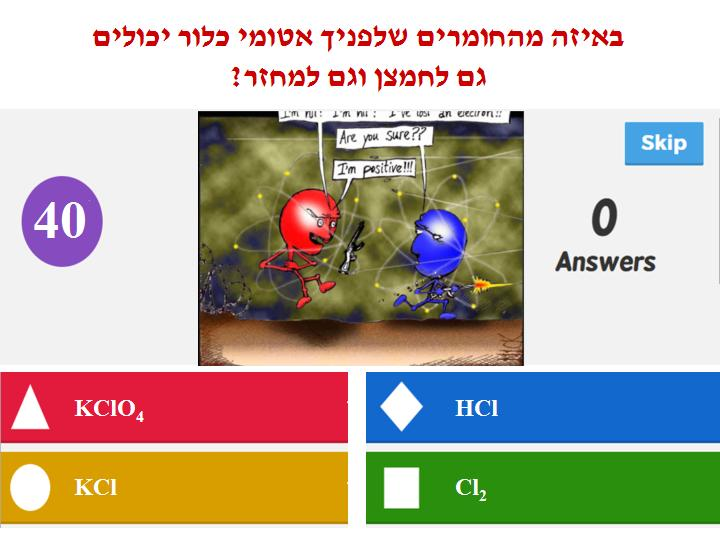 באיזה מהחומרים שלפניך אטומי כלור יכולים
גם לחמצן וגם למחזר?
I'm hit! I'm hit! I've lost an electron!!
Are you sure??
I'm positive!!!
Skip
40
0
Answers
KClO₄
HCl
KCl
Cl₂